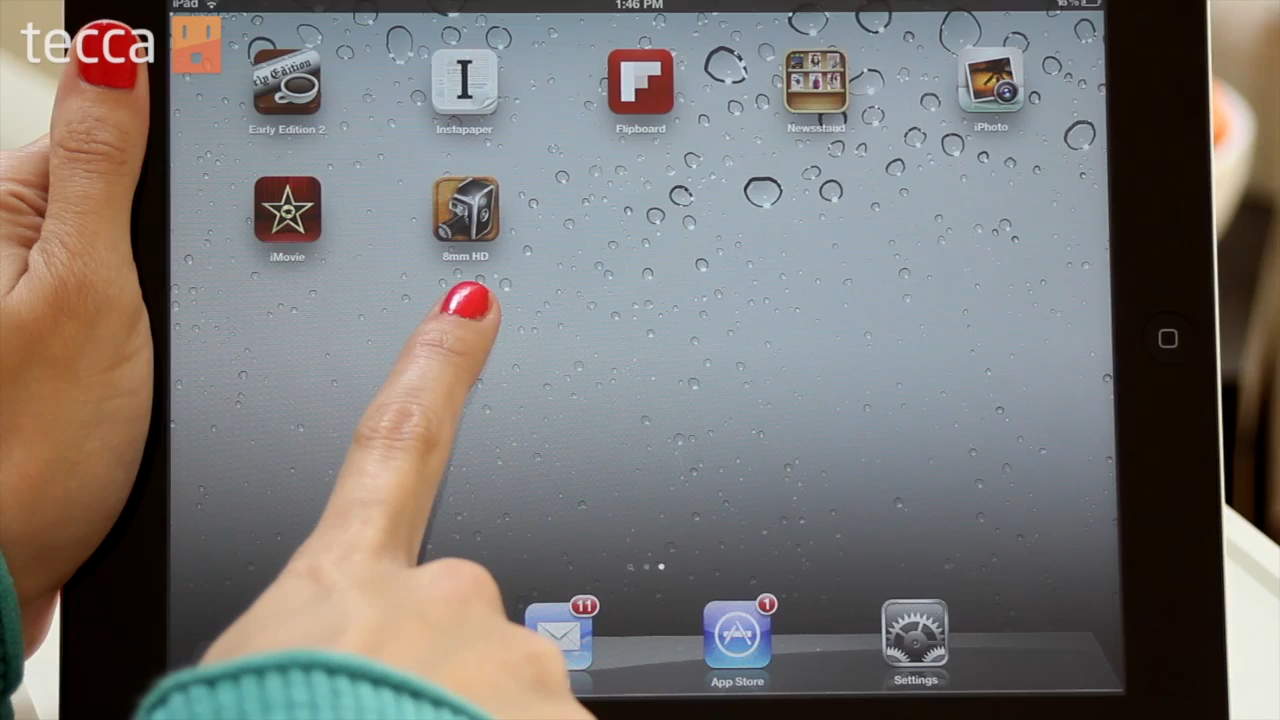 iPad
1:46 PM
tecca
Early Edition 2
Instapaper
Flipboard
Newsstand
iPhoto
iMovie
8mm HD
11
1
App Store
Settings